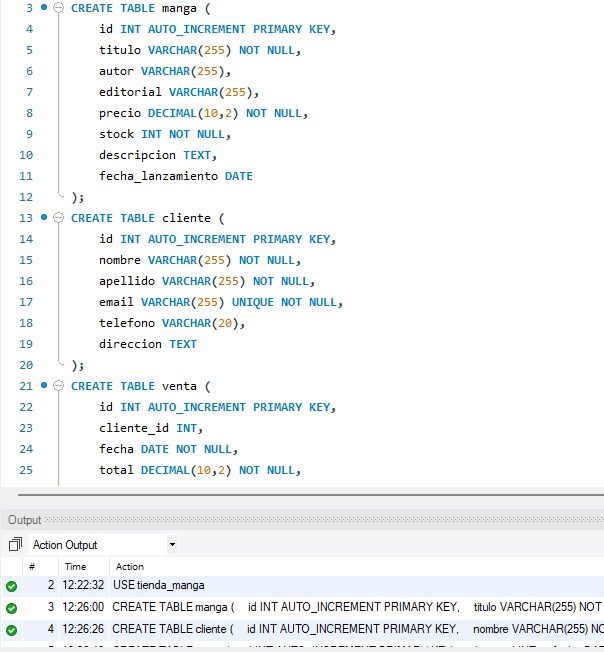 3 CREATE TABLE manga (
4 id INT AUTO_INCREMENT PRIMARY KEY,
5 titulo VARCHAR(255) NOT NULL,
6 autor VARCHAR(255),
7 editorial VARCHAR(255),
8 precio DECIMAL(10,2) NOT NULL,
9 stock INT NOT NULL,
10 descripcion TEXT,
11 fecha_lanzamiento DATE
12 );
13 CREATE TABLE cliente (
14 id INT AUTO_INCREMENT PRIMARY KEY,
15 nombre VARCHAR(255) NOT NULL,
16 apellido VARCHAR(255) NOT NULL,
17 email VARCHAR(255) UNIQUE NOT NULL,
18 telefono VARCHAR(20),
19 direccion TEXT
20 );
21 CREATE TABLE venta (
22 id INT AUTO_INCREMENT PRIMARY KEY,
23 cliente_id INT,
24 fecha DATE NOT NULL,
25 total DECIMAL(10,2) NOT NULL,
Output
Action Output
# Time Action
2 12:22:32 USE tienda_manga
3 12:26:00 CREATE TABLE manga ( id INT AUTO_INCREMENT PRIMARY KEY, titulo VARCHAR(255) NOT
4 12:26:26 CREATE TABLE cliente ( id INT AUTO_INCREMENT PRIMARY KEY, nombre VARCHAR(255) NO